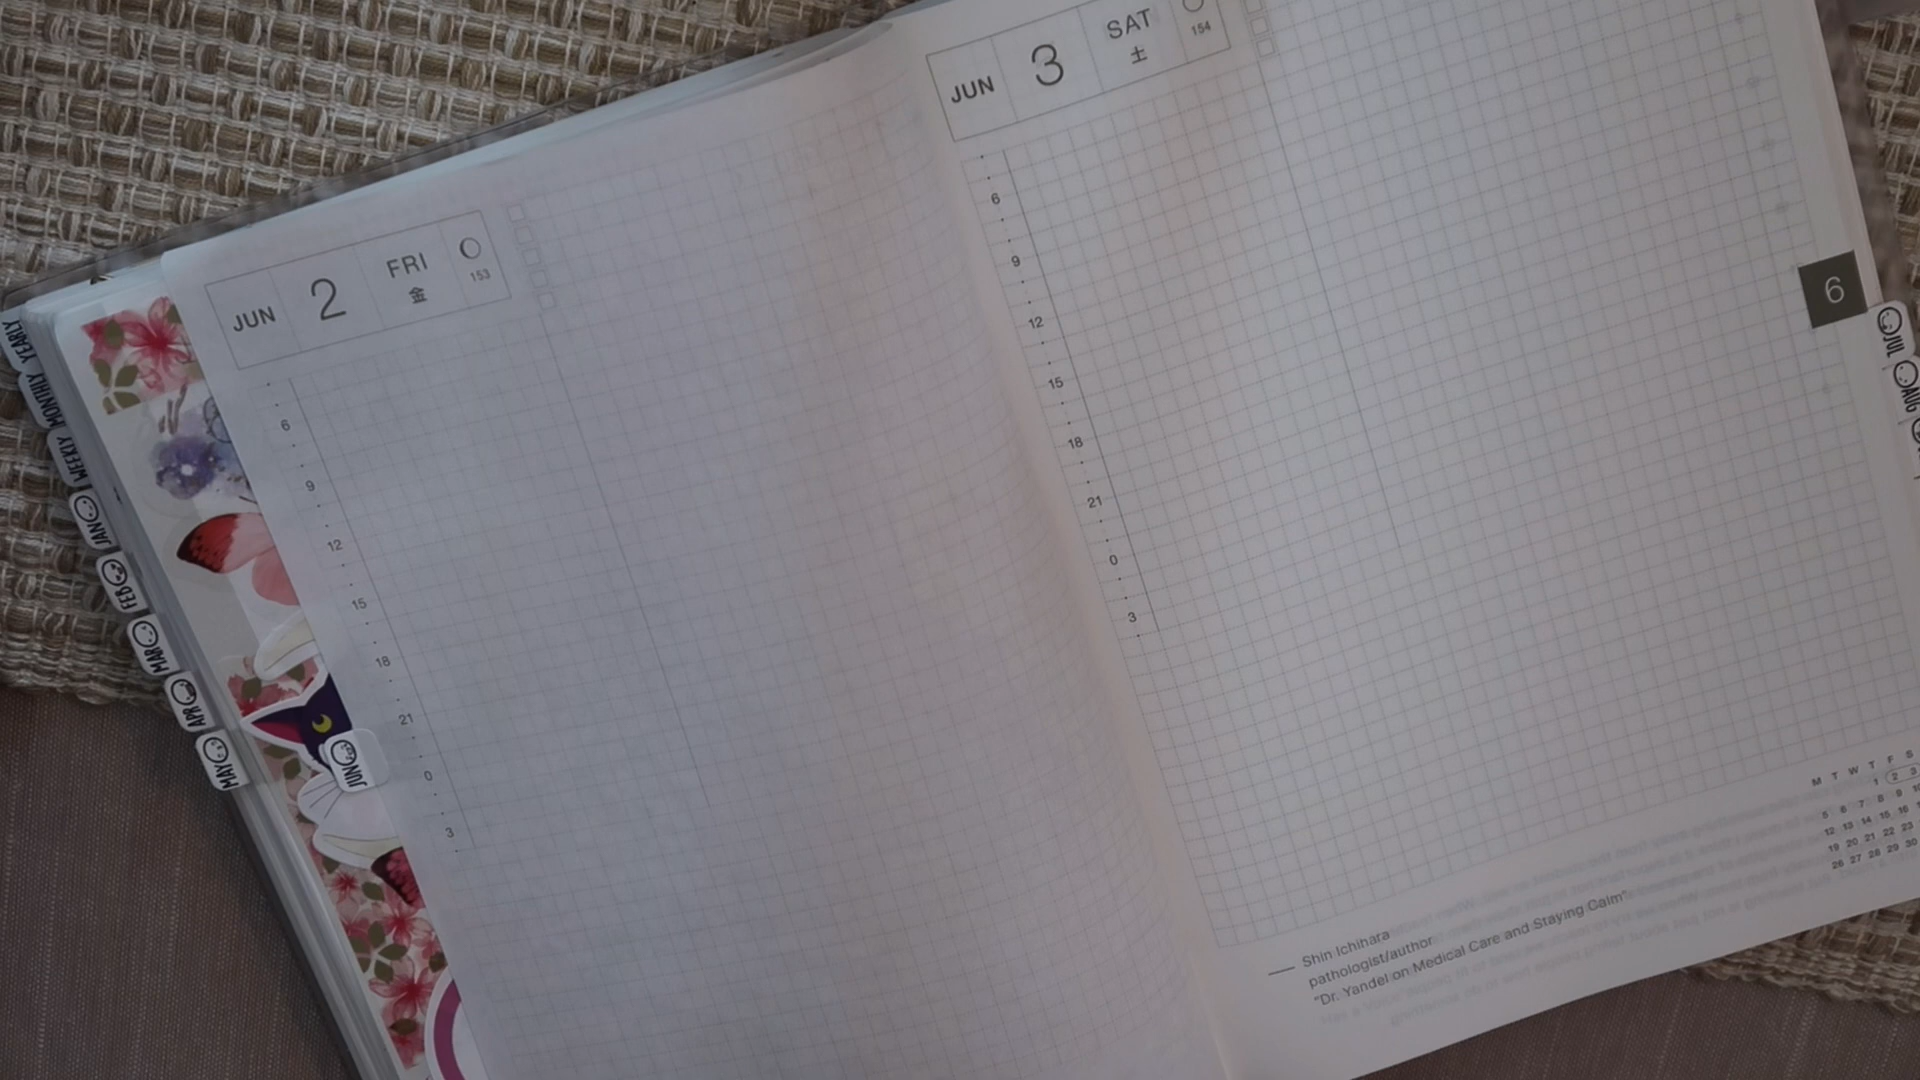 YEARLY
MONTHLY
WEEKLY
JAN
FEB
MAR
APR
MAY
JUN
JUN 2 FRI 金 153
6
9
12
15
18
21
0
3
JUN 3 SAT 土 154
6
9
12
15
18
21
0
3
6
JUL
AUG
M T W T F S
1 2 3
5 6 7 8 9 10
12 13 14 15 16
19 20 21 22 23
26 27 28 29 30
Shin Ichihara
pathologist/author
"Dr. Yandel on Medical Care and Staying Calm"